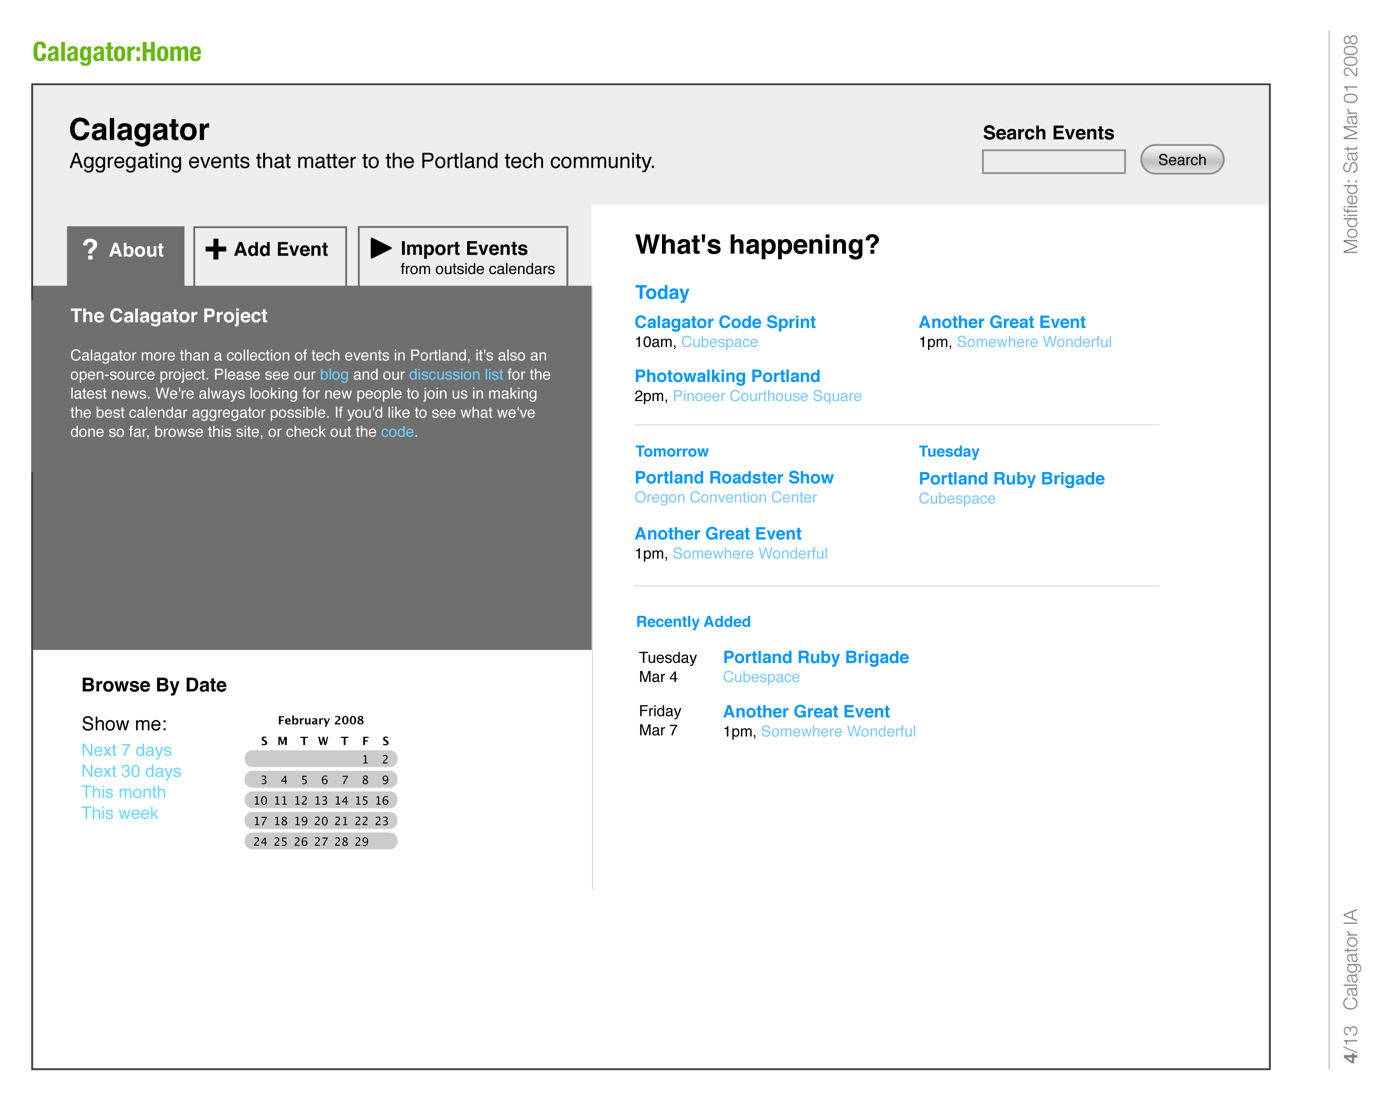 Calagator:Home
Calagator
Aggregating events that matter to the Portland tech community.
Search Events
Search
? About
Add Event
Import Events
from outside calendars
The Calagator Project
Calagator more than a collection of tech events in Portland, it's also an
open-source project. Please see our blog and our discussion list for the
latest news. We're always looking for new people to join us in making
the best calendar aggregator possible. If you'd like to see what we've
done so far, browse this site, or check out the code.
Browse By Date
Show me:
Next 7 days
Next 30 days
This month
This week
February 2008
S M T W T F S
1 2
3 4 5 6 7 8 9
10 11 12 13 14 15 16
17 18 19 20 21 22 23
24 25 26 27 28 29
What's happening?
Today
Calagator Code Sprint
10am, Cubespace
Another Great Event
1pm, Somewhere Wonderful
Photowalking Portland
2pm, Pinoeer Courthouse Square
Tomorrow
Portland Roadster Show
Oregon Convention Center
Another Great Event
1pm, Somewhere Wonderful
Tuesday
Portland Ruby Brigade
Cubespace
Recently Added
Tuesday
Mar 4
Portland Ruby Brigade
Cubespace
Friday
Mar 7
Another Great Event
1pm, Somewhere Wonderful
Modified: Sat Mar 01 2008
4/13 Calagator IA